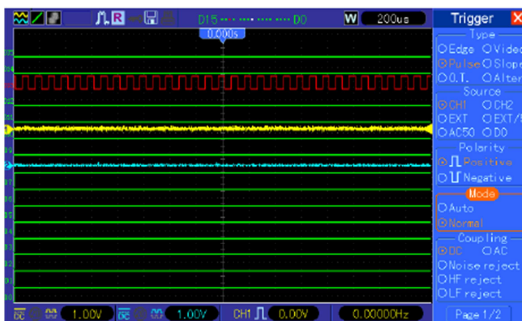 R D15 D0 W 200us Trigger X
0.000s
Type
Edge Video
Pulse Slope
O.T. Alter
Source
CH1 CH2
EXT EXT/5
AC50 D0
Polarity
Positive
Negative
Mode
Auto
Normal
Coupling
DC AC
Noise reject
HF reject
LF reject
DC 1.00V DC 1.00V CH1 0.00V 0.00000Hz Page 1/2